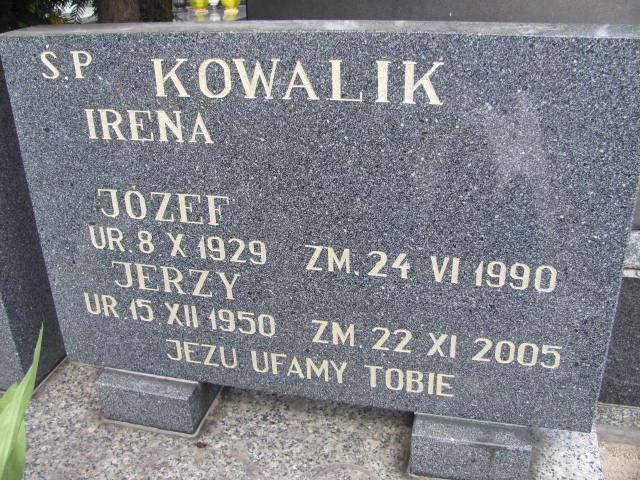 Ś.P. KOWALIK
IRENA
JÓZEF
UR. 8 X 1929 ZM. 24 VI 1990
JERZY
UR. 15 XII 1950 ZM. 22 XI 2005
JEZU UFAMY TOBIE